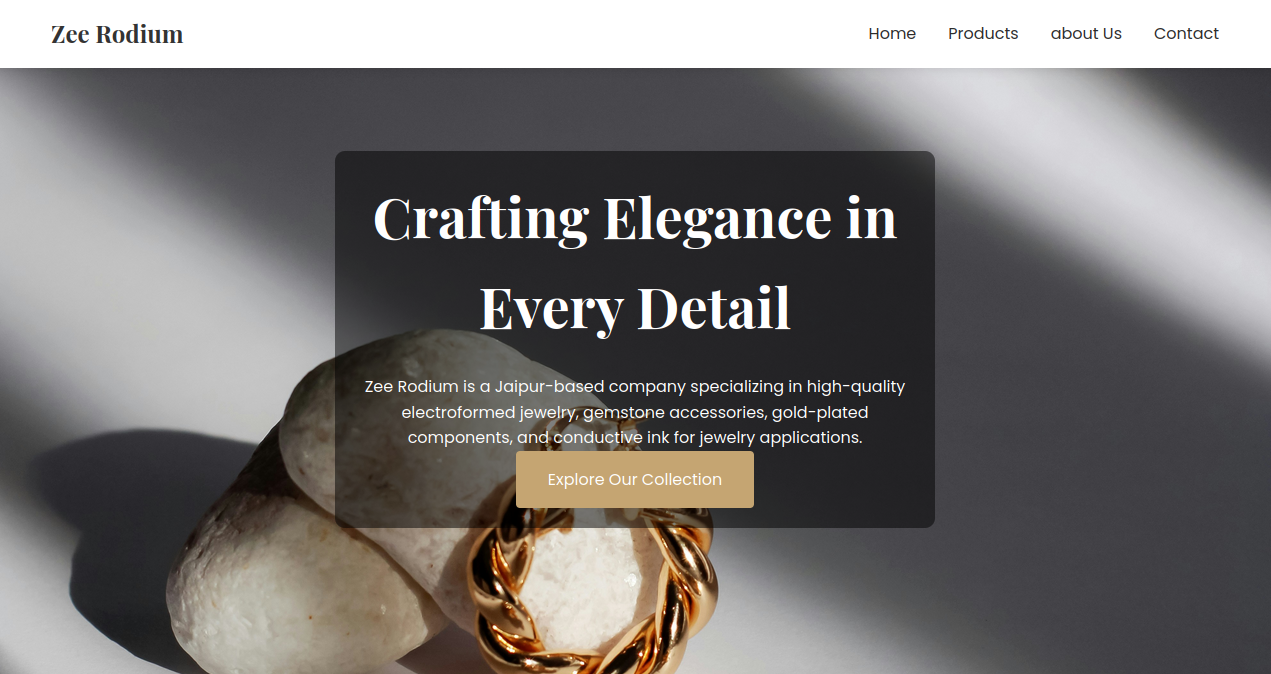 Zee Rodium
Home Products about Us Contact
Crafting Elegance in
Every Detail
Zee Rodium is a Jaipur-based company specializing in high-quality
electroformed jewelry, gemstone accessories, gold-plated
components, and conductive ink for jewelry applications.
Explore Our Collection